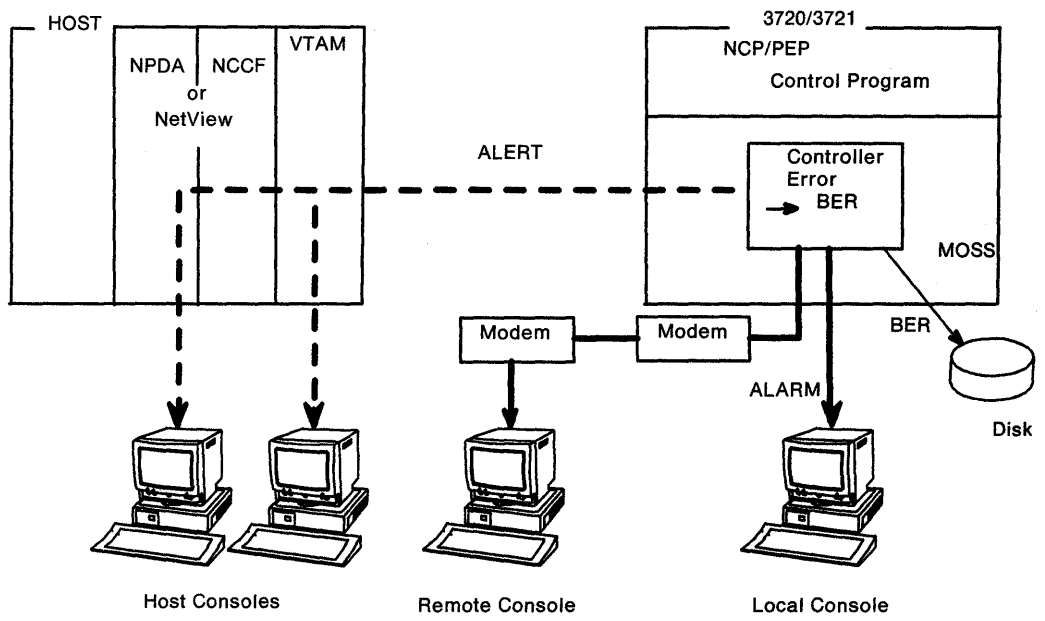 HOST
3720/3721
NPDA
NCCF
VTAM
or
NetView
NCP/PEP
Control Program
ALERT
Controller
Error
BER
MOSS
Modem
Modem
BER
ALARM
Disk
Host Consoles
Remote Console
Local Console